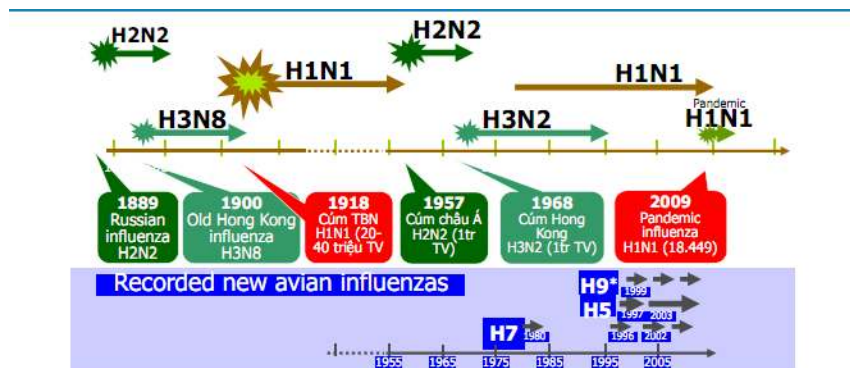 H2N2
H2N2
H1N1
H1N1
Pandemic
H1N1
H3N8
H3N2
1889
Russian
influenza
H2N2
1900
Old Hong Kong
influenza
H3N8
1918
Cúm TBN
H1N1 (20-
40 triệu TV
1957
Cúm châu Á
H2N2 (1tr
TV)
1968
Cúm Hong
Kong
H3N2 (1tr TV)
2009
Pandemic
influenza
H1N1 (18.449)
Recorded new avian influenzas
H9*
1999
H5
1997 2003
H7
1980
1996 2002
1955 1965 1975 1985 1995 2005